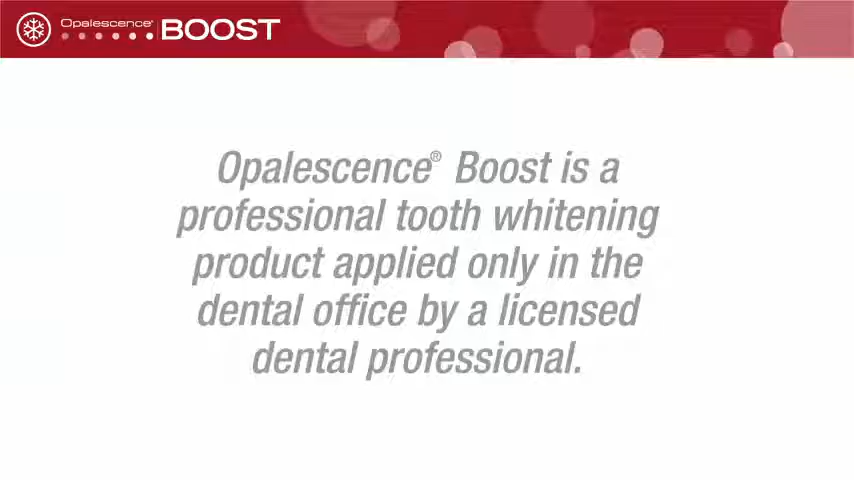 Opalescence® BOOST
Opalescence® Boost is a
professional tooth whitening
product applied only in the
dental office by a licensed
dental professional.